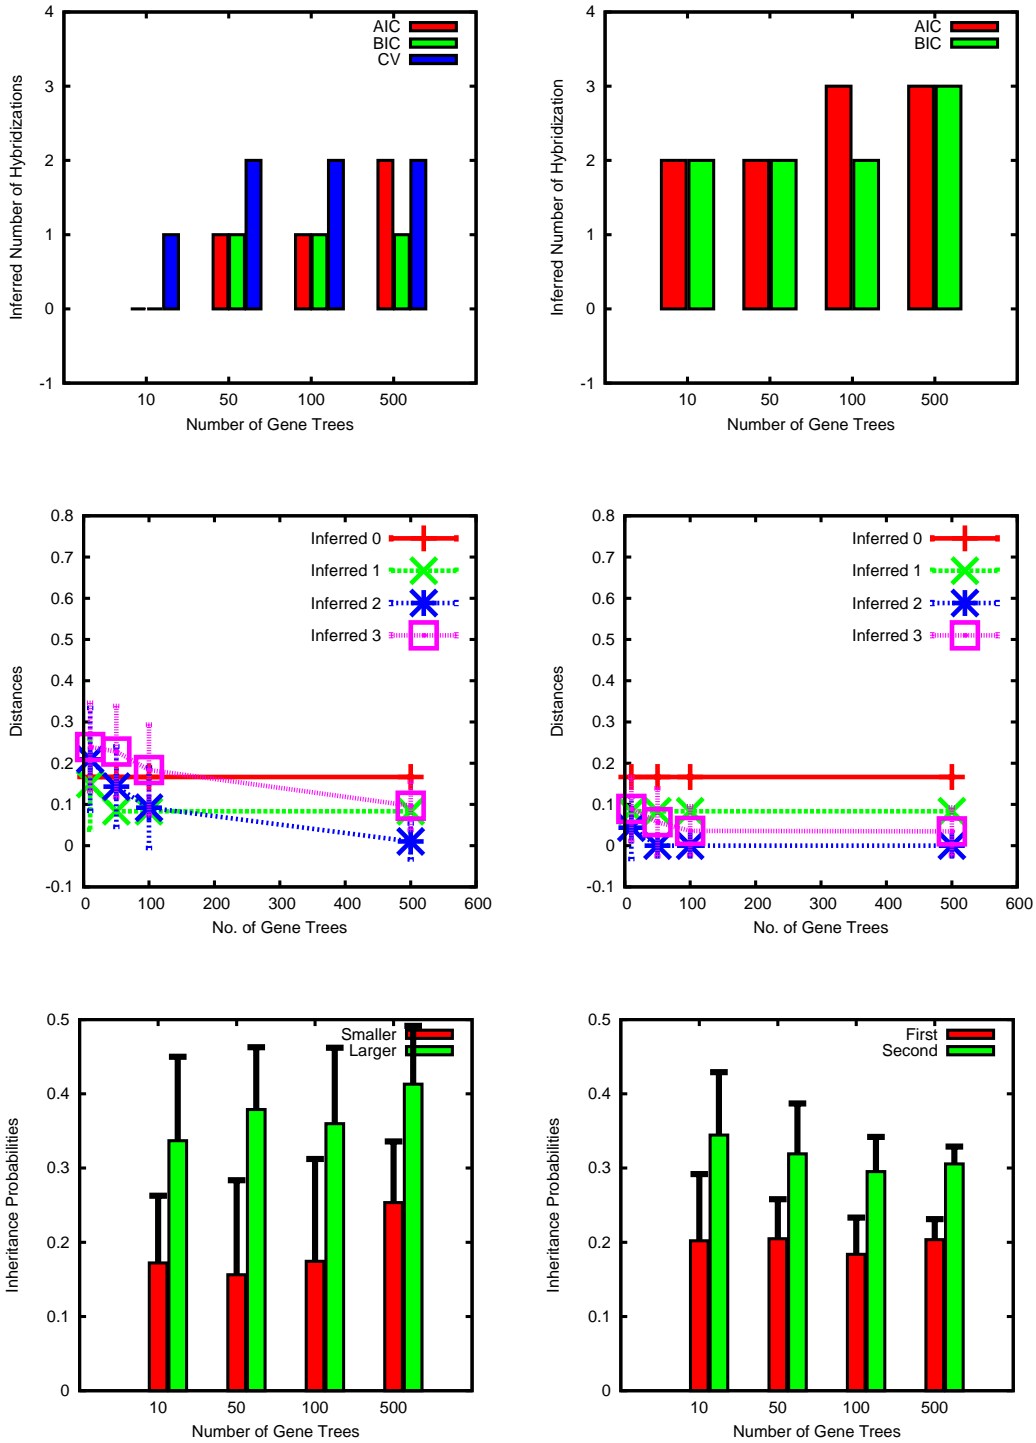 4
3
2
1
0
-1
Inferred Number of Hybridizations
AIC
BIC
CV
10 50 100 500
Number of Gene Trees
4
3
2
1
0
-1
Inferred Number of Hybridization
AIC
BIC
10 50 100 500
Number of Gene Trees
0.8
0.7
0.6
0.5
0.4
0.3
0.2
0.1
0
-0.1
Distances
Inferred 0
Inferred 1
Inferred 2
Inferred 3
0 100 200 300 400 500 600
No. of Gene Trees
0.8
0.7
0.6
0.5
0.4
0.3
0.2
0.1
0
-0.1
Distances
Inferred 0
Inferred 1
Inferred 2
Inferred 3
0 100 200 300 400 500 600
No. of Gene Trees
0.5
0.4
0.3
0.2
0.1
0
Inheritance Probabilities
Smaller
Larger
10 50 100 500
Number of Gene Trees
0.5
0.4
0.3
0.2
0.1
0
Inheritance Probabilities
First
Second
10 50 100 500
Number of Gene Trees